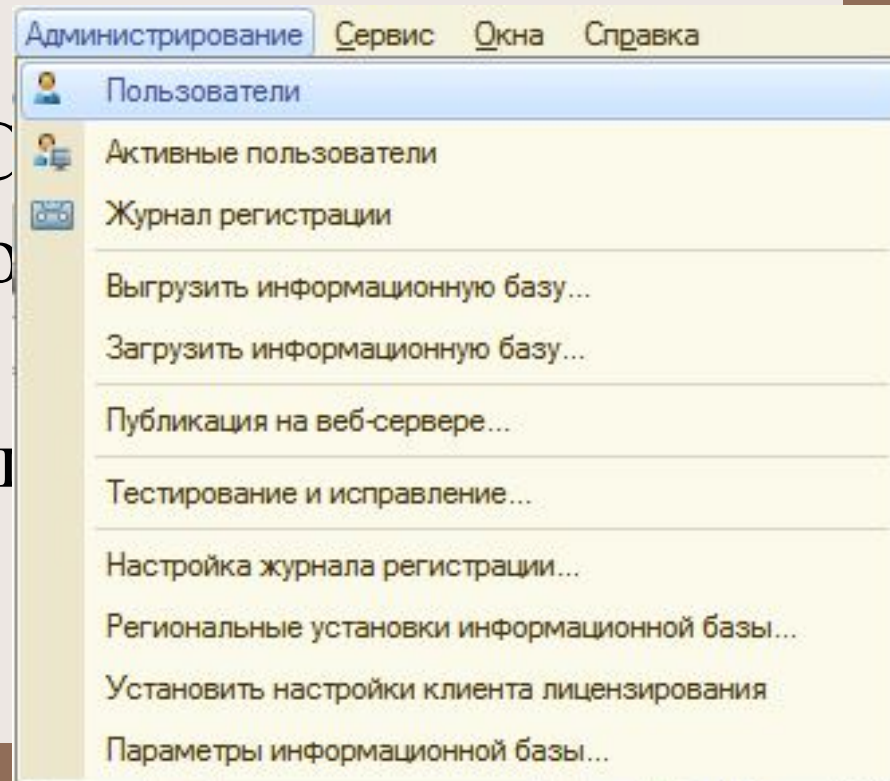 Администрирование Сервис Окна Справка
Пользователи
Активные пользователи
Журнал регистрации
Выгрузить информационную базу...
Загрузить информационную базу...
Публикация на веб-сервере...
Тестирование и исправление...
Настройка журнала регистрации...
Региональные установки информационной базы...
Установить настройки клиента лицензирования
Параметры информационной базы...